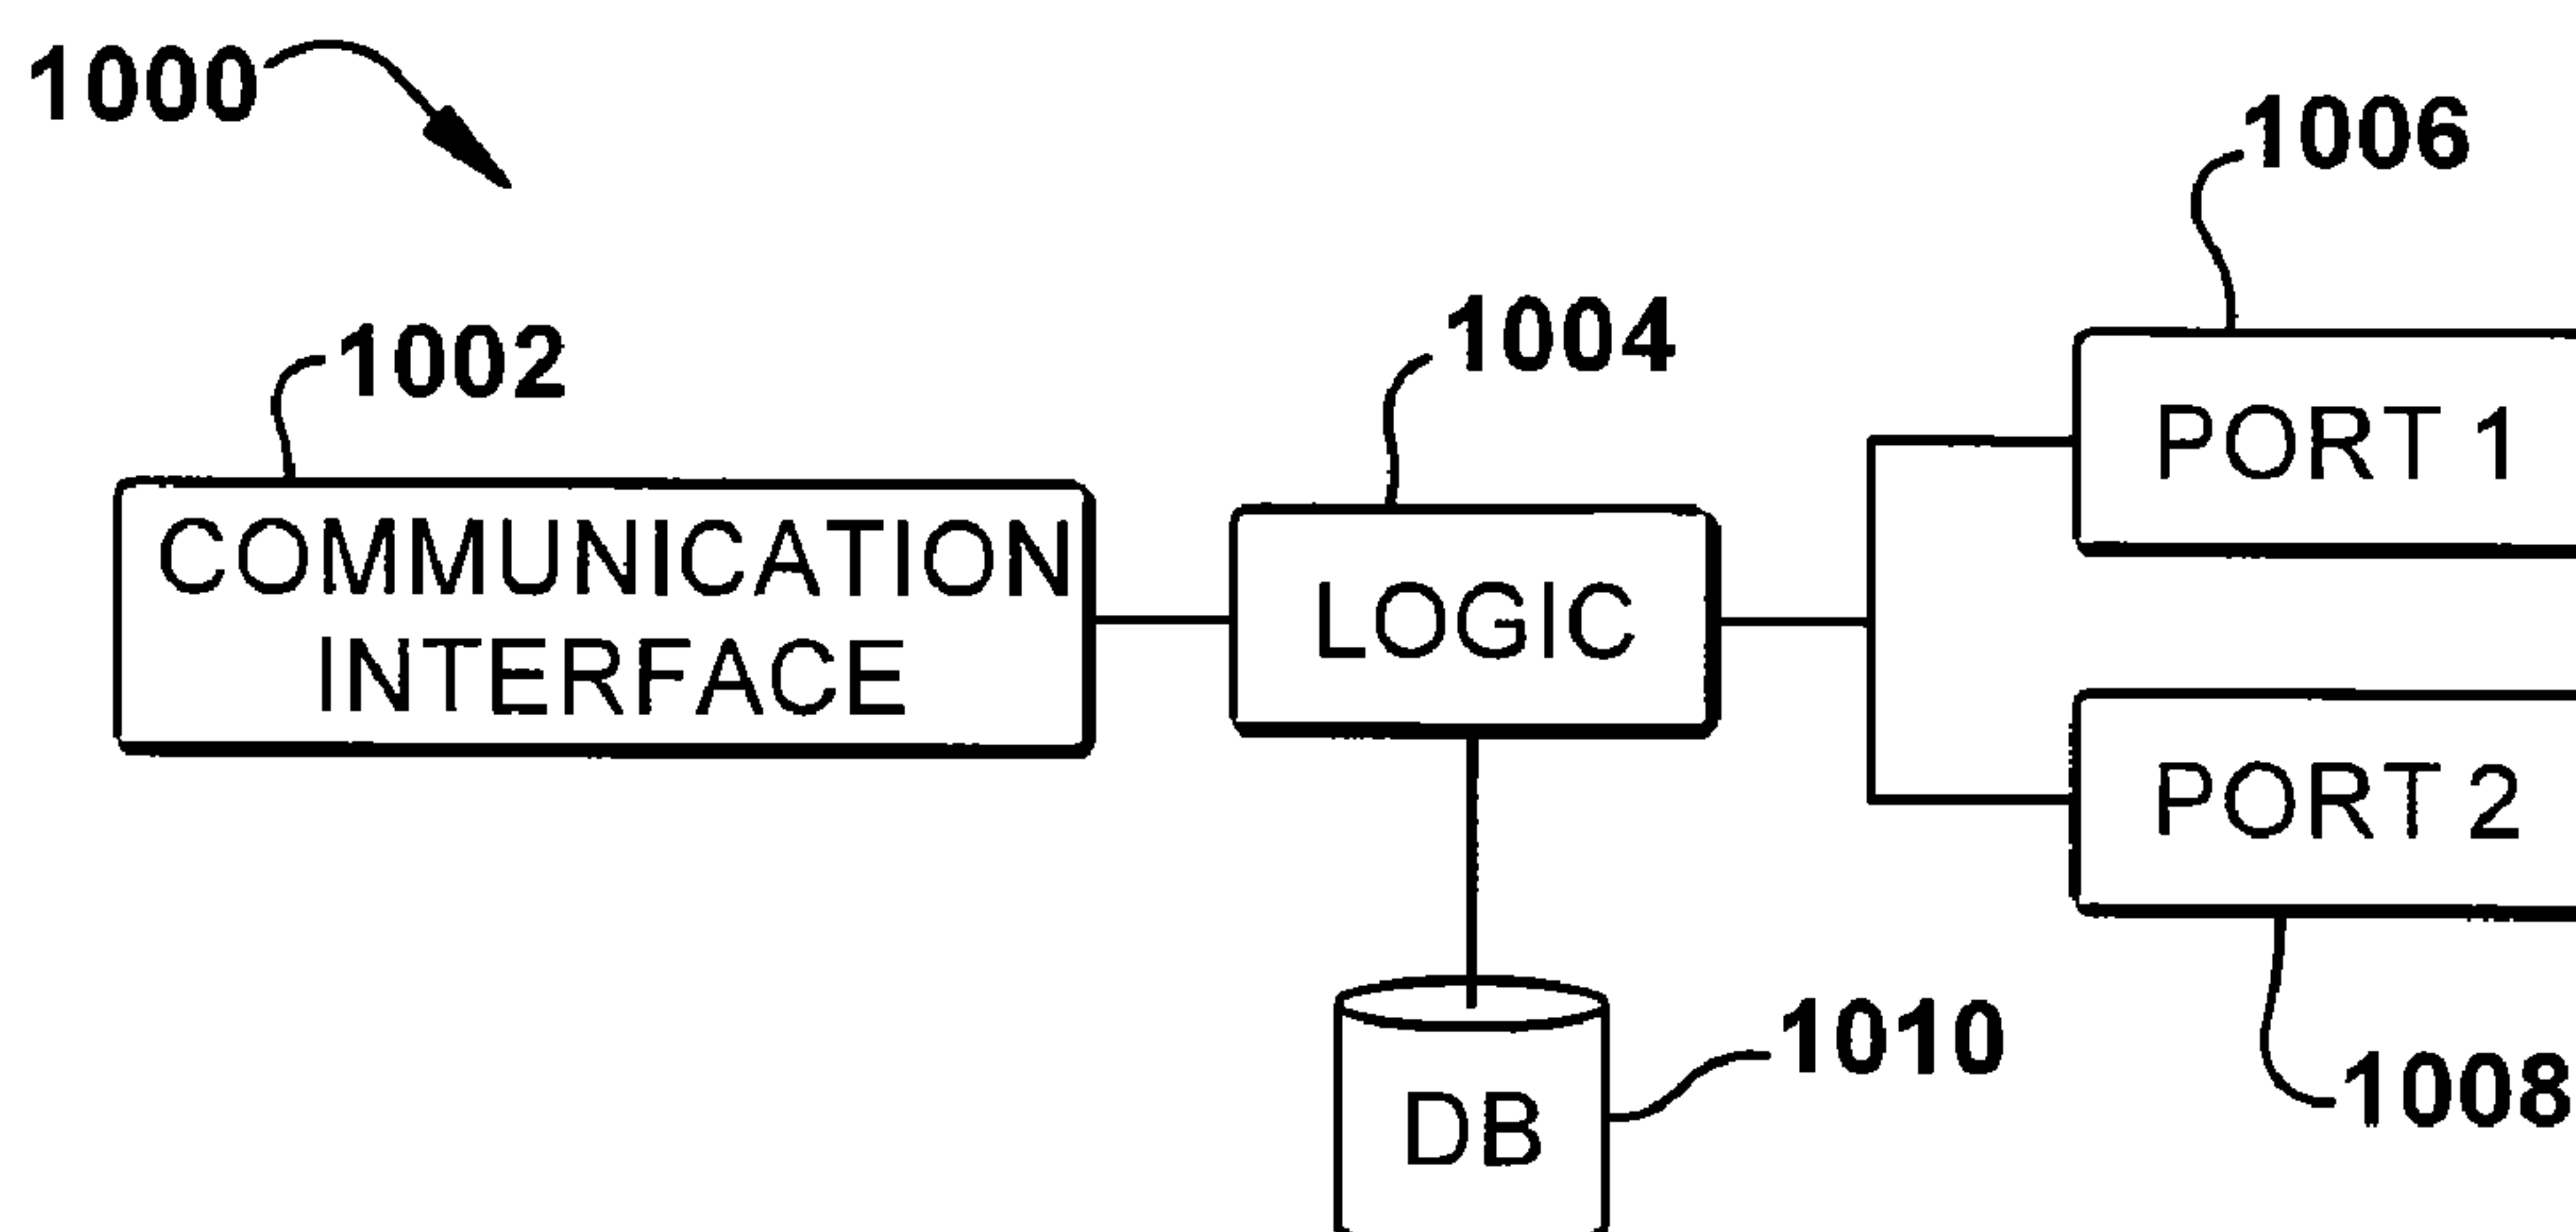 1000
1006
1004
1002
PORT 1
COMMUNICATION
INTERFACE
LOGIC
PORT 2
1010
1008
DB